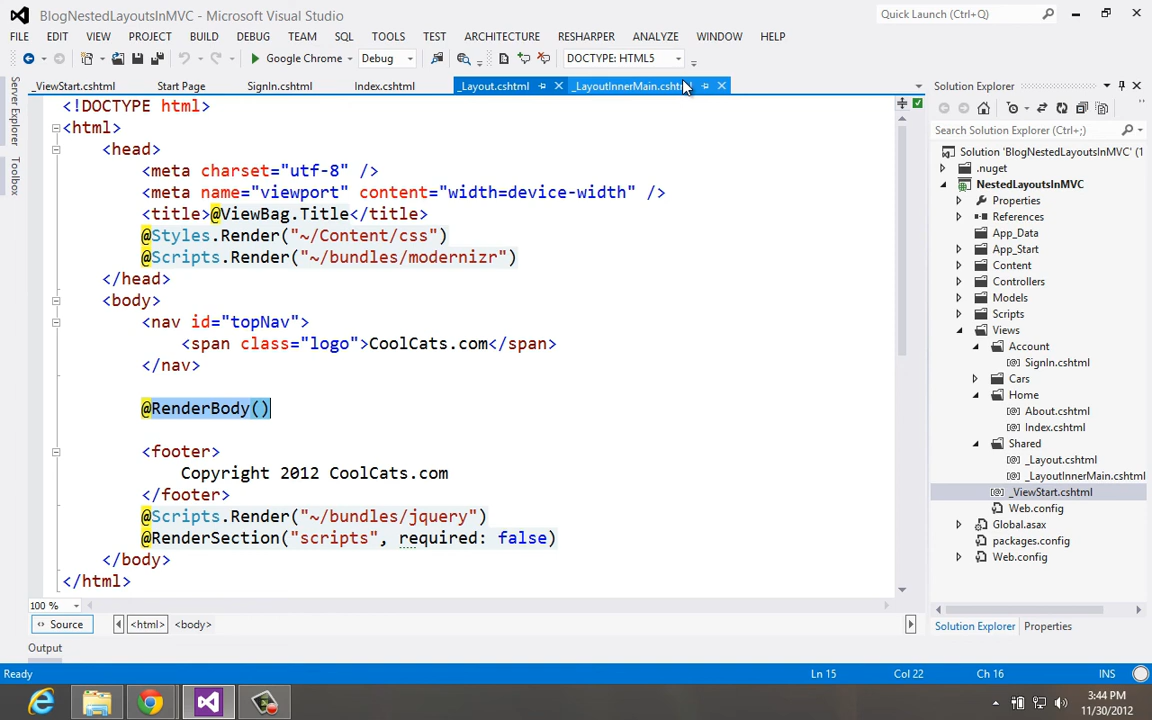 BlogNestedLayoutsInMVC - Microsoft Visual Studio
Quick Launch (Ctrl+Q)
FILE EDIT VIEW PROJECT BUILD DEBUG TEAM SQL TOOLS TEST ARCHITECTURE RESHARPER ANALYZE WINDOW HELP
Google Chrome Debug DOCTYPE: HTML5
Server Explorer
Toolbox
_ViewStart.cshtml Start Page SignIn.cshtml Index.cshtml _Layout.cshtml _LayoutInnerMain.cshtml
<!DOCTYPE html>
<html>
<head>
<meta charset="utf-8" />
<meta name="viewport" content="width=device-width" />
<title>@ViewBag.Title</title>
@Styles.Render("~/Content/css")
@Scripts.Render("~/bundles/modernizr")
</head>
<body>
<nav id="topNav">
<span class="logo">CoolCats.com</span>
</nav>
@RenderBody()
<footer>
Copyright 2012 CoolCats.com
</footer>
@Scripts.Render("~/bundles/jquery")
@RenderSection("scripts", required: false)
</body>
</html>
100 %
Source <html> <body>
Output
Solution Explorer
Search Solution Explorer (Ctrl+;)
Solution 'BlogNestedLayoutsInMVC' (1
.nuget
NestedLayoutsInMVC
Properties
References
App_Data
App_Start
Content
Controllers
Models
Scripts
Views
Account
SignIn.cshtml
Cars
Home
About.cshtml
Index.cshtml
Shared
_Layout.cshtml
_LayoutInnerMain.cshtml
_ViewStart.cshtml
Web.config
Global.asax
packages.config
Web.config
Solution Explorer Properties
Ready Ln 15 Col 22 Ch 16 INS
3:44 PM
11/30/2012